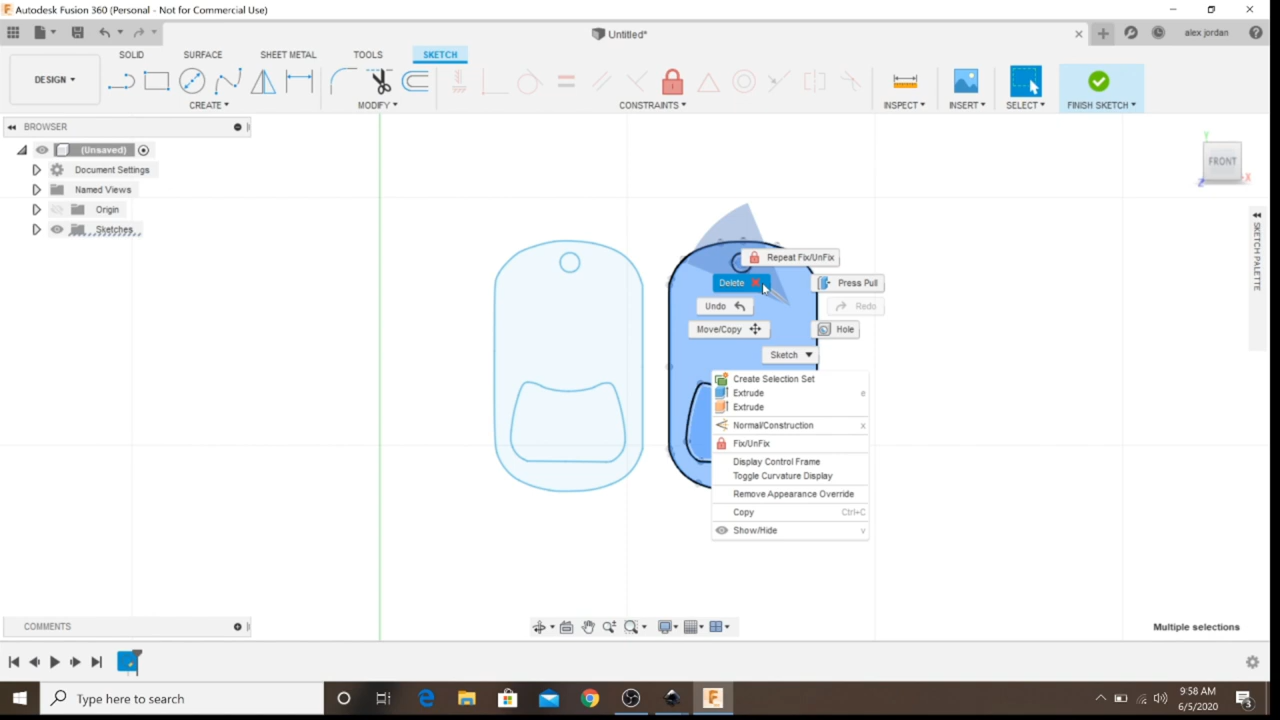 Autodesk Fusion 360 (Personal - Not for Commercial Use)
Untitled*
alex jordan
SOLID SURFACE SHEET METAL TOOLS SKETCH
DESIGN
CREATE MODIFY CONSTRAINTS INSPECT INSERT SELECT FINISH SKETCH
BROWSER
(Unsaved)
Document Settings
Named Views
Origin
Sketches
FRONT
SKETCH PALETTE
Repeat Fix/UnFix
Delete
Press Pull
Undo
Redo
Move/Copy
Hole
Sketch
Create Selection Set
Extrude e
Extrude
Normal/Construction x
Fix/UnFix
Display Control Frame
Toggle Curvature Display
Remove Appearance Override
Copy Ctrl+C
Show/Hide v
COMMENTS
Multiple selections
Type here to search
9:58 AM
6/5/2020
3